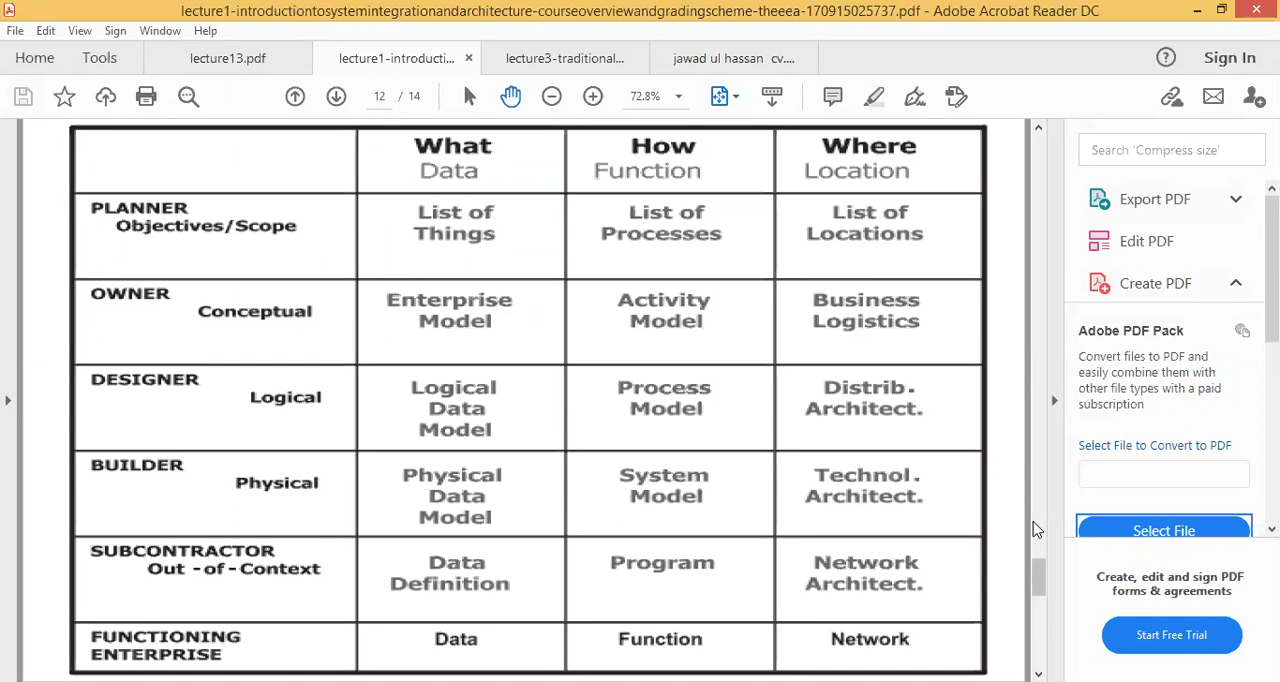 lecture1-introductiontosystemintegrationandarchitecture-courseoverviewandgradingscheme-theeea-170915025737.pdf - Adobe Acrobat Reader DC
File Edit View Sign Window Help
Home Tools lecture13.pdf lecture1-introducti... × lecture3-traditional... jawad ul hassan cv.... Sign In
12 / 14 72.8%
What
Data
How
Function
Where
Location
PLANNER
Objectives/Scope
List of
Things
List of
Processes
List of
Locations
OWNER
Conceptual
Enterprise
Model
Activity
Model
Business
Logistics
DESIGNER
Logical
Logical
Data
Model
Process
Model
Distrib.
Architect.
BUILDER
Physical
Physical
Data
Model
System
Model
Technol.
Architect.
SUBCONTRACTOR
Out -of-Context
Data
Definition
Program
Network
Architect.
FUNCTIONING
ENTERPRISE
Data
Function
Network
Search 'Compress size'
Export PDF
Edit PDF
Create PDF
Adobe PDF Pack
Convert files to PDF and
easily combine them with
other file types with a paid
subscription
Select File to Convert to PDF
Select File
Create, edit and sign PDF
forms & agreements
Start Free Trial